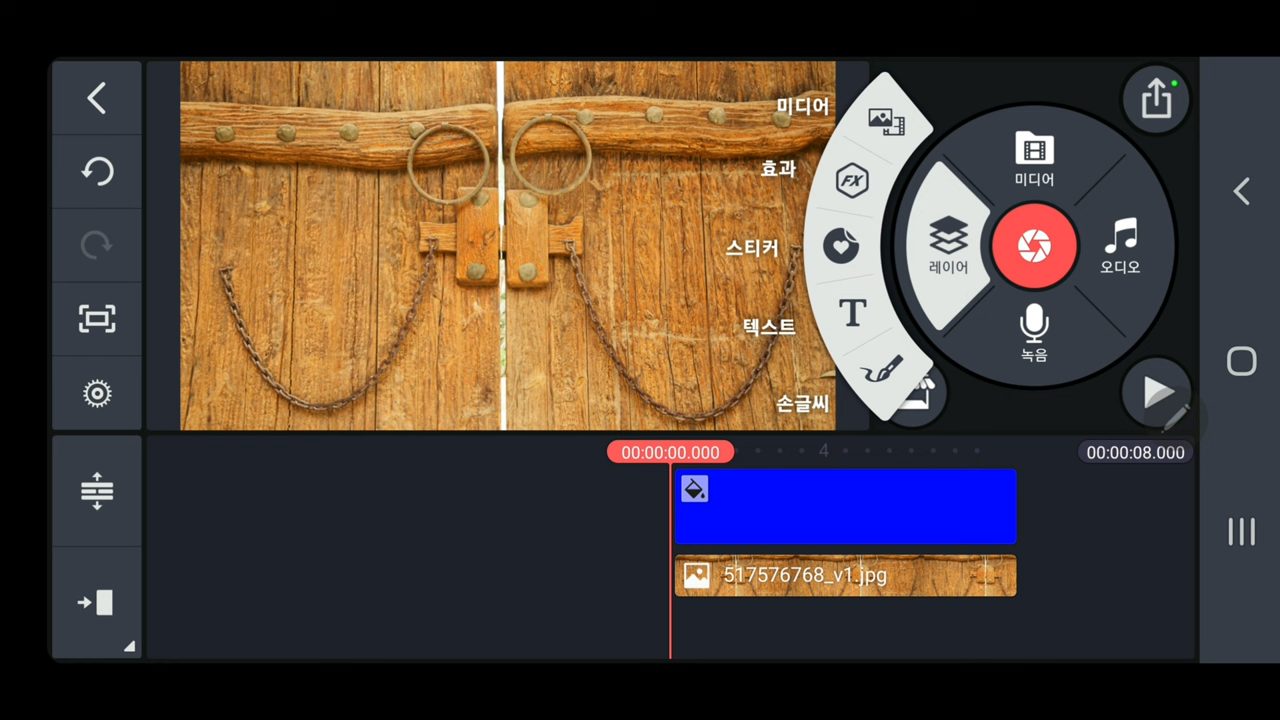 미디어
효과
스티커
텍스트
손글씨
FX
T
미디어
레이어
오디오
녹음
00:00:00.000
4
00:00:08.000
517576768_v1.jpg